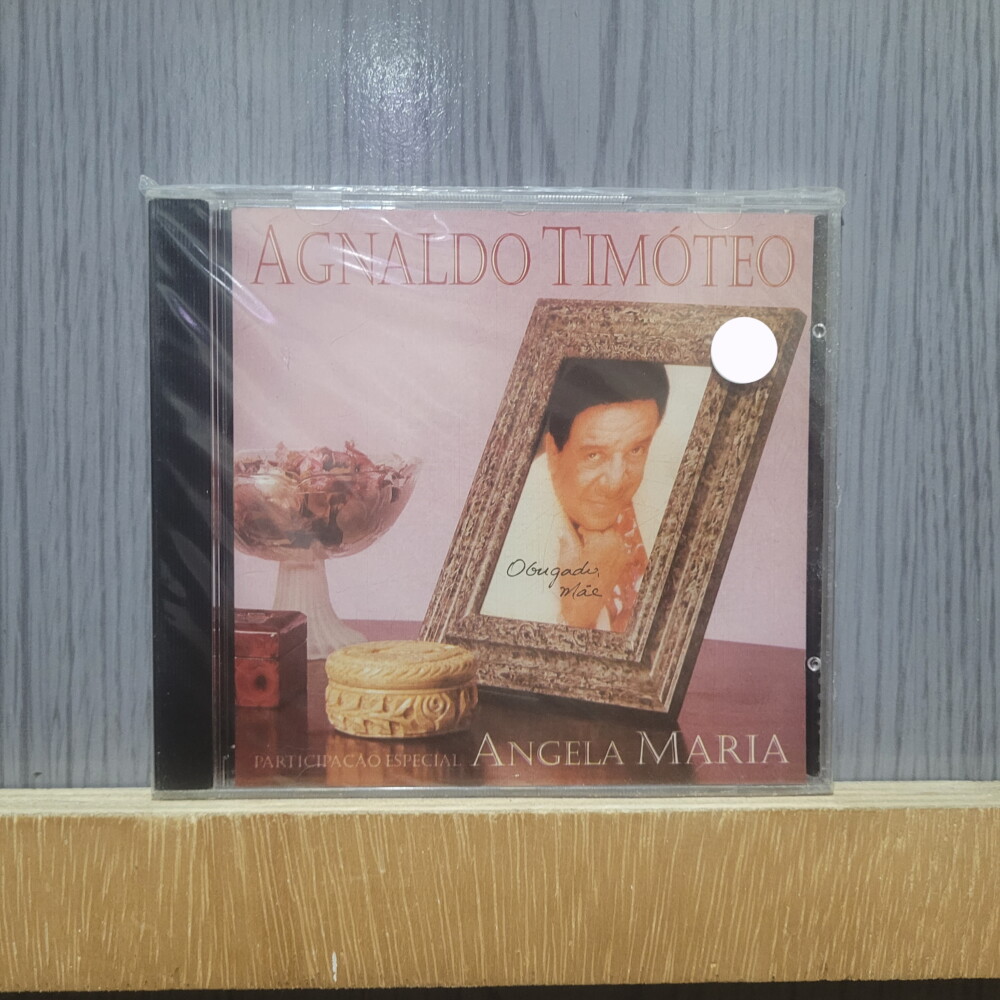 AGNALDO TIMÓTEO
Obrigado,
Mãe
PARTICIPAÇÃO ESPECIAL ANGELA MARIA